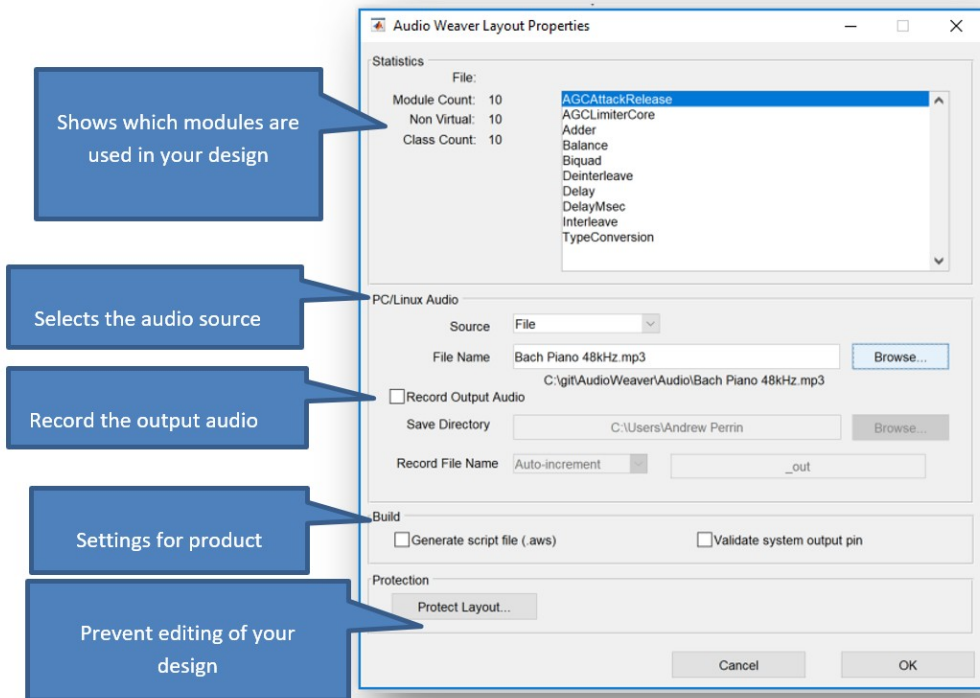 Audio Weaver Layout Properties
Statistics
File:
Module Count: 10
Non Virtual: 10
Class Count: 10
AGCAttackRelease
AGCLimiterCore
Adder
Balance
Biquad
Deinterleave
Delay
DelayMsec
Interleave
TypeConversion
Shows which modules are
used in your design
PC/Linux Audio
Selects the audio source
Source File
File Name Bach Piano 48kHz.mp3 Browse...
C:\git\AudioWeaver\Audio\Bach Piano 48kHz.mp3
Record Output Audio
Record the output audio
Save Directory C:\Users\Andrew Perrin Browse...
Record File Name Auto-increment _out
Build
Settings for product
Generate script file (.aws) Validate system output pin
Protection
Protect Layout...
Prevent editing of your
design
Cancel OK